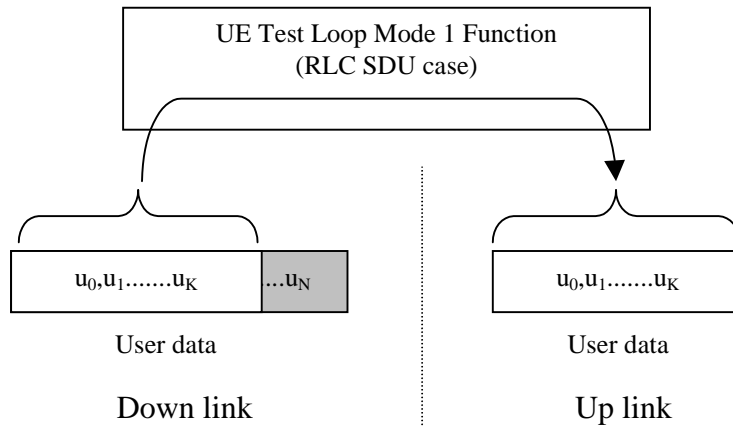 UE Test Loop Mode 1 Function
(RLC SDU case)
u0,u1.......uK ....uN
u0,u1.......uK
User data
User data
Down link
Up link